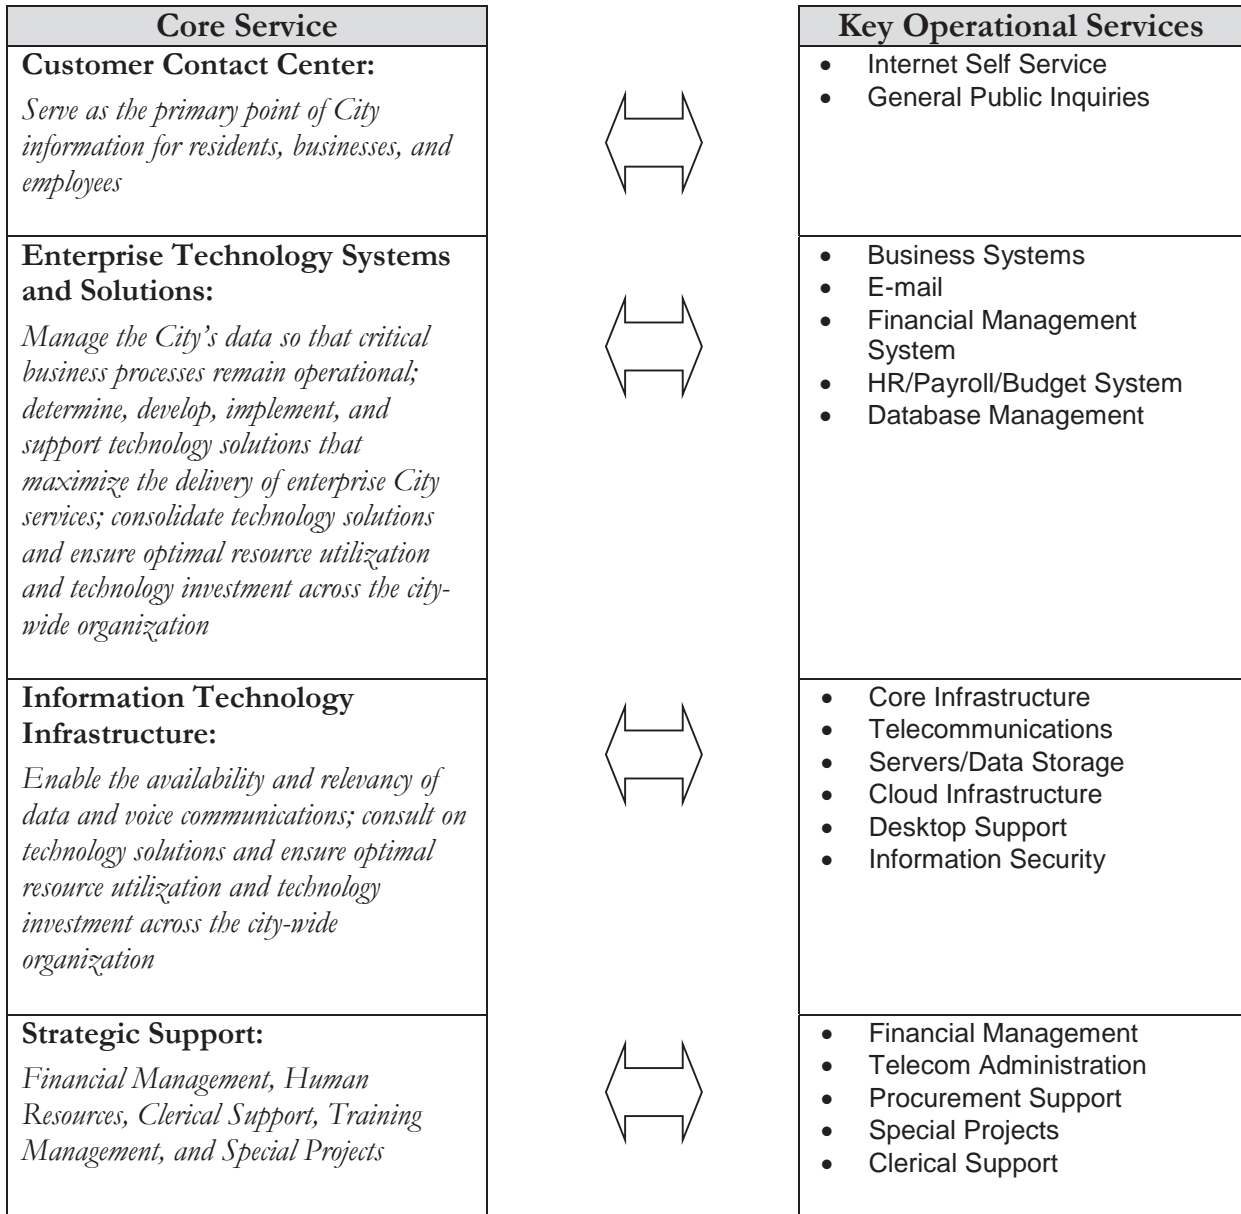 Core Service
Key Operational Services
Customer Contact Center:
Serve as the primary point of City
information for residents, businesses, and
employees
• Internet Self Service
• General Public Inquiries
Enterprise Technology Systems
and Solutions:
Manage the City’s data so that critical
business processes remain operational;
determine, develop, implement, and
support technology solutions that
maximize the delivery of enterprise City
services; consolidate technology solutions
and ensure optimal resource utilization
and technology investment across the city-
wide organization
• Business Systems
• E-mail
• Financial Management
System
• HR/Payroll/Budget System
• Database Management
Information Technology
Infrastructure:
Enable the availability and relevancy of
data and voice communications; consult on
technology solutions and ensure optimal
resource utilization and technology
investment across the city-wide
organization
• Core Infrastructure
• Telecommunications
• Servers/Data Storage
• Cloud Infrastructure
• Desktop Support
• Information Security
Strategic Support:
Financial Management, Human
Resources, Clerical Support, Training
Management, and Special Projects
• Financial Management
• Telecom Administration
• Procurement Support
• Special Projects
• Clerical Support